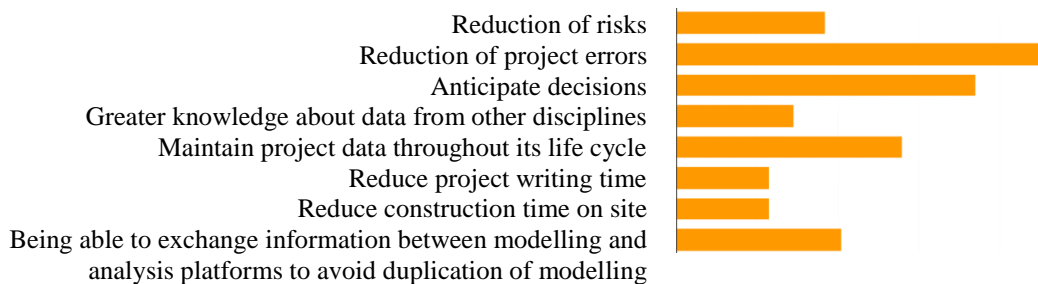 Reduction of risks
Reduction of project errors
Anticipate decisions
Greater knowledge about data from other disciplines
Maintain project data throughout its life cycle
Reduce project writing time
Reduce construction time on site
Being able to exchange information between modelling and
analysis platforms to avoid duplication of modelling